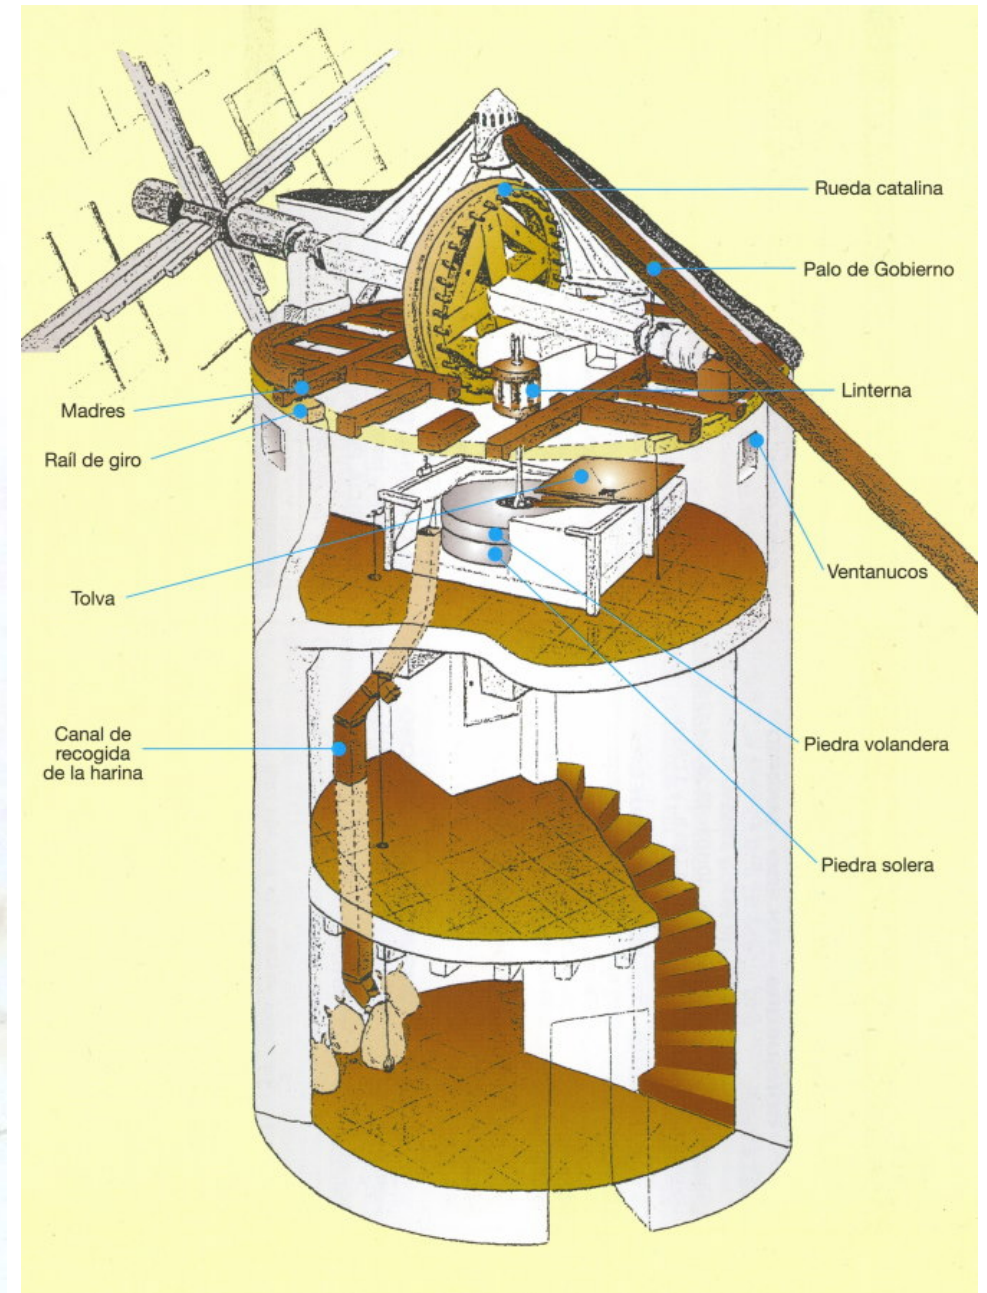 Rueda catalina
Palo de Gobierno
Linterna
Madres
Raíl de giro
Ventanucos
Tolva
Canal de
recogida
de la harina
Piedra volandera
Piedra solera